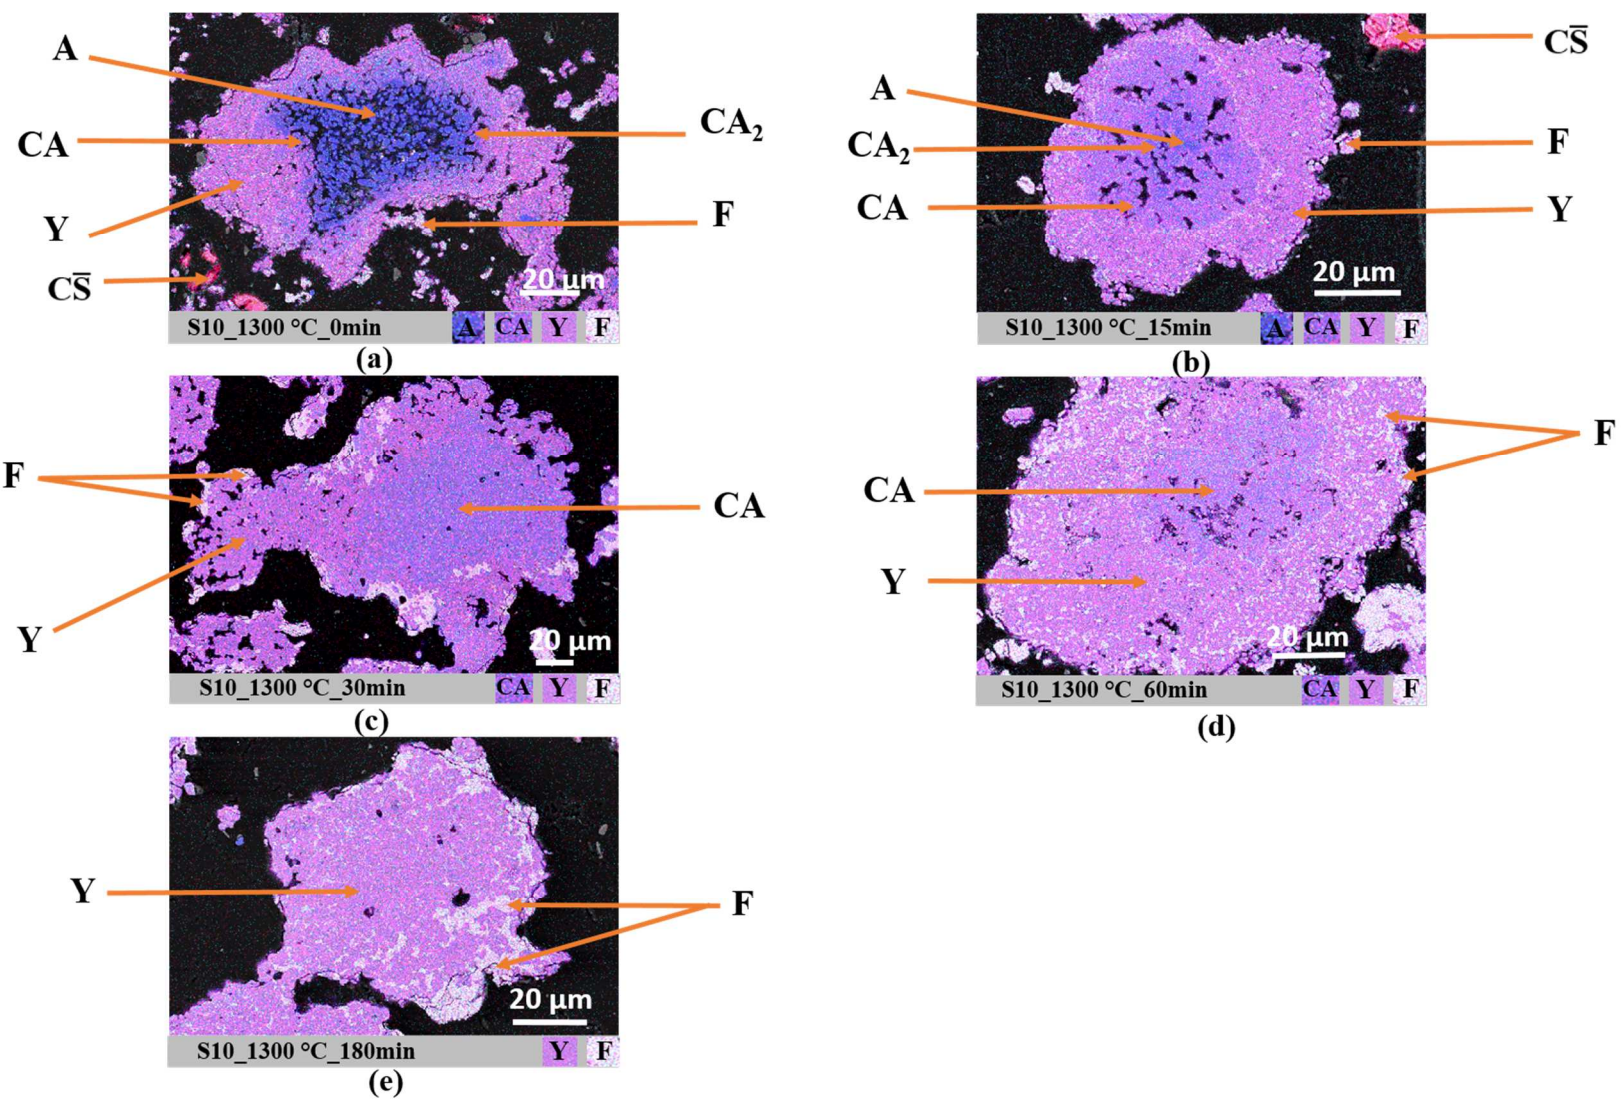 A
CA
Y
CS̅
CA₂
F
20 µm
S10_1300 °C_0min A CA Y F
(a)
A
CA₂
CA
CS̅
F
Y
20 µm
S10_1300 °C_15min A CA Y F
(b)
F
Y
CA
20 µm
S10_1300 °C_30min CA Y F
(c)
CA
Y
F
20 µm
S10_1300 °C_60min CA Y F
(d)
Y
F
20 µm
S10_1300 °C_180min Y F
(e)